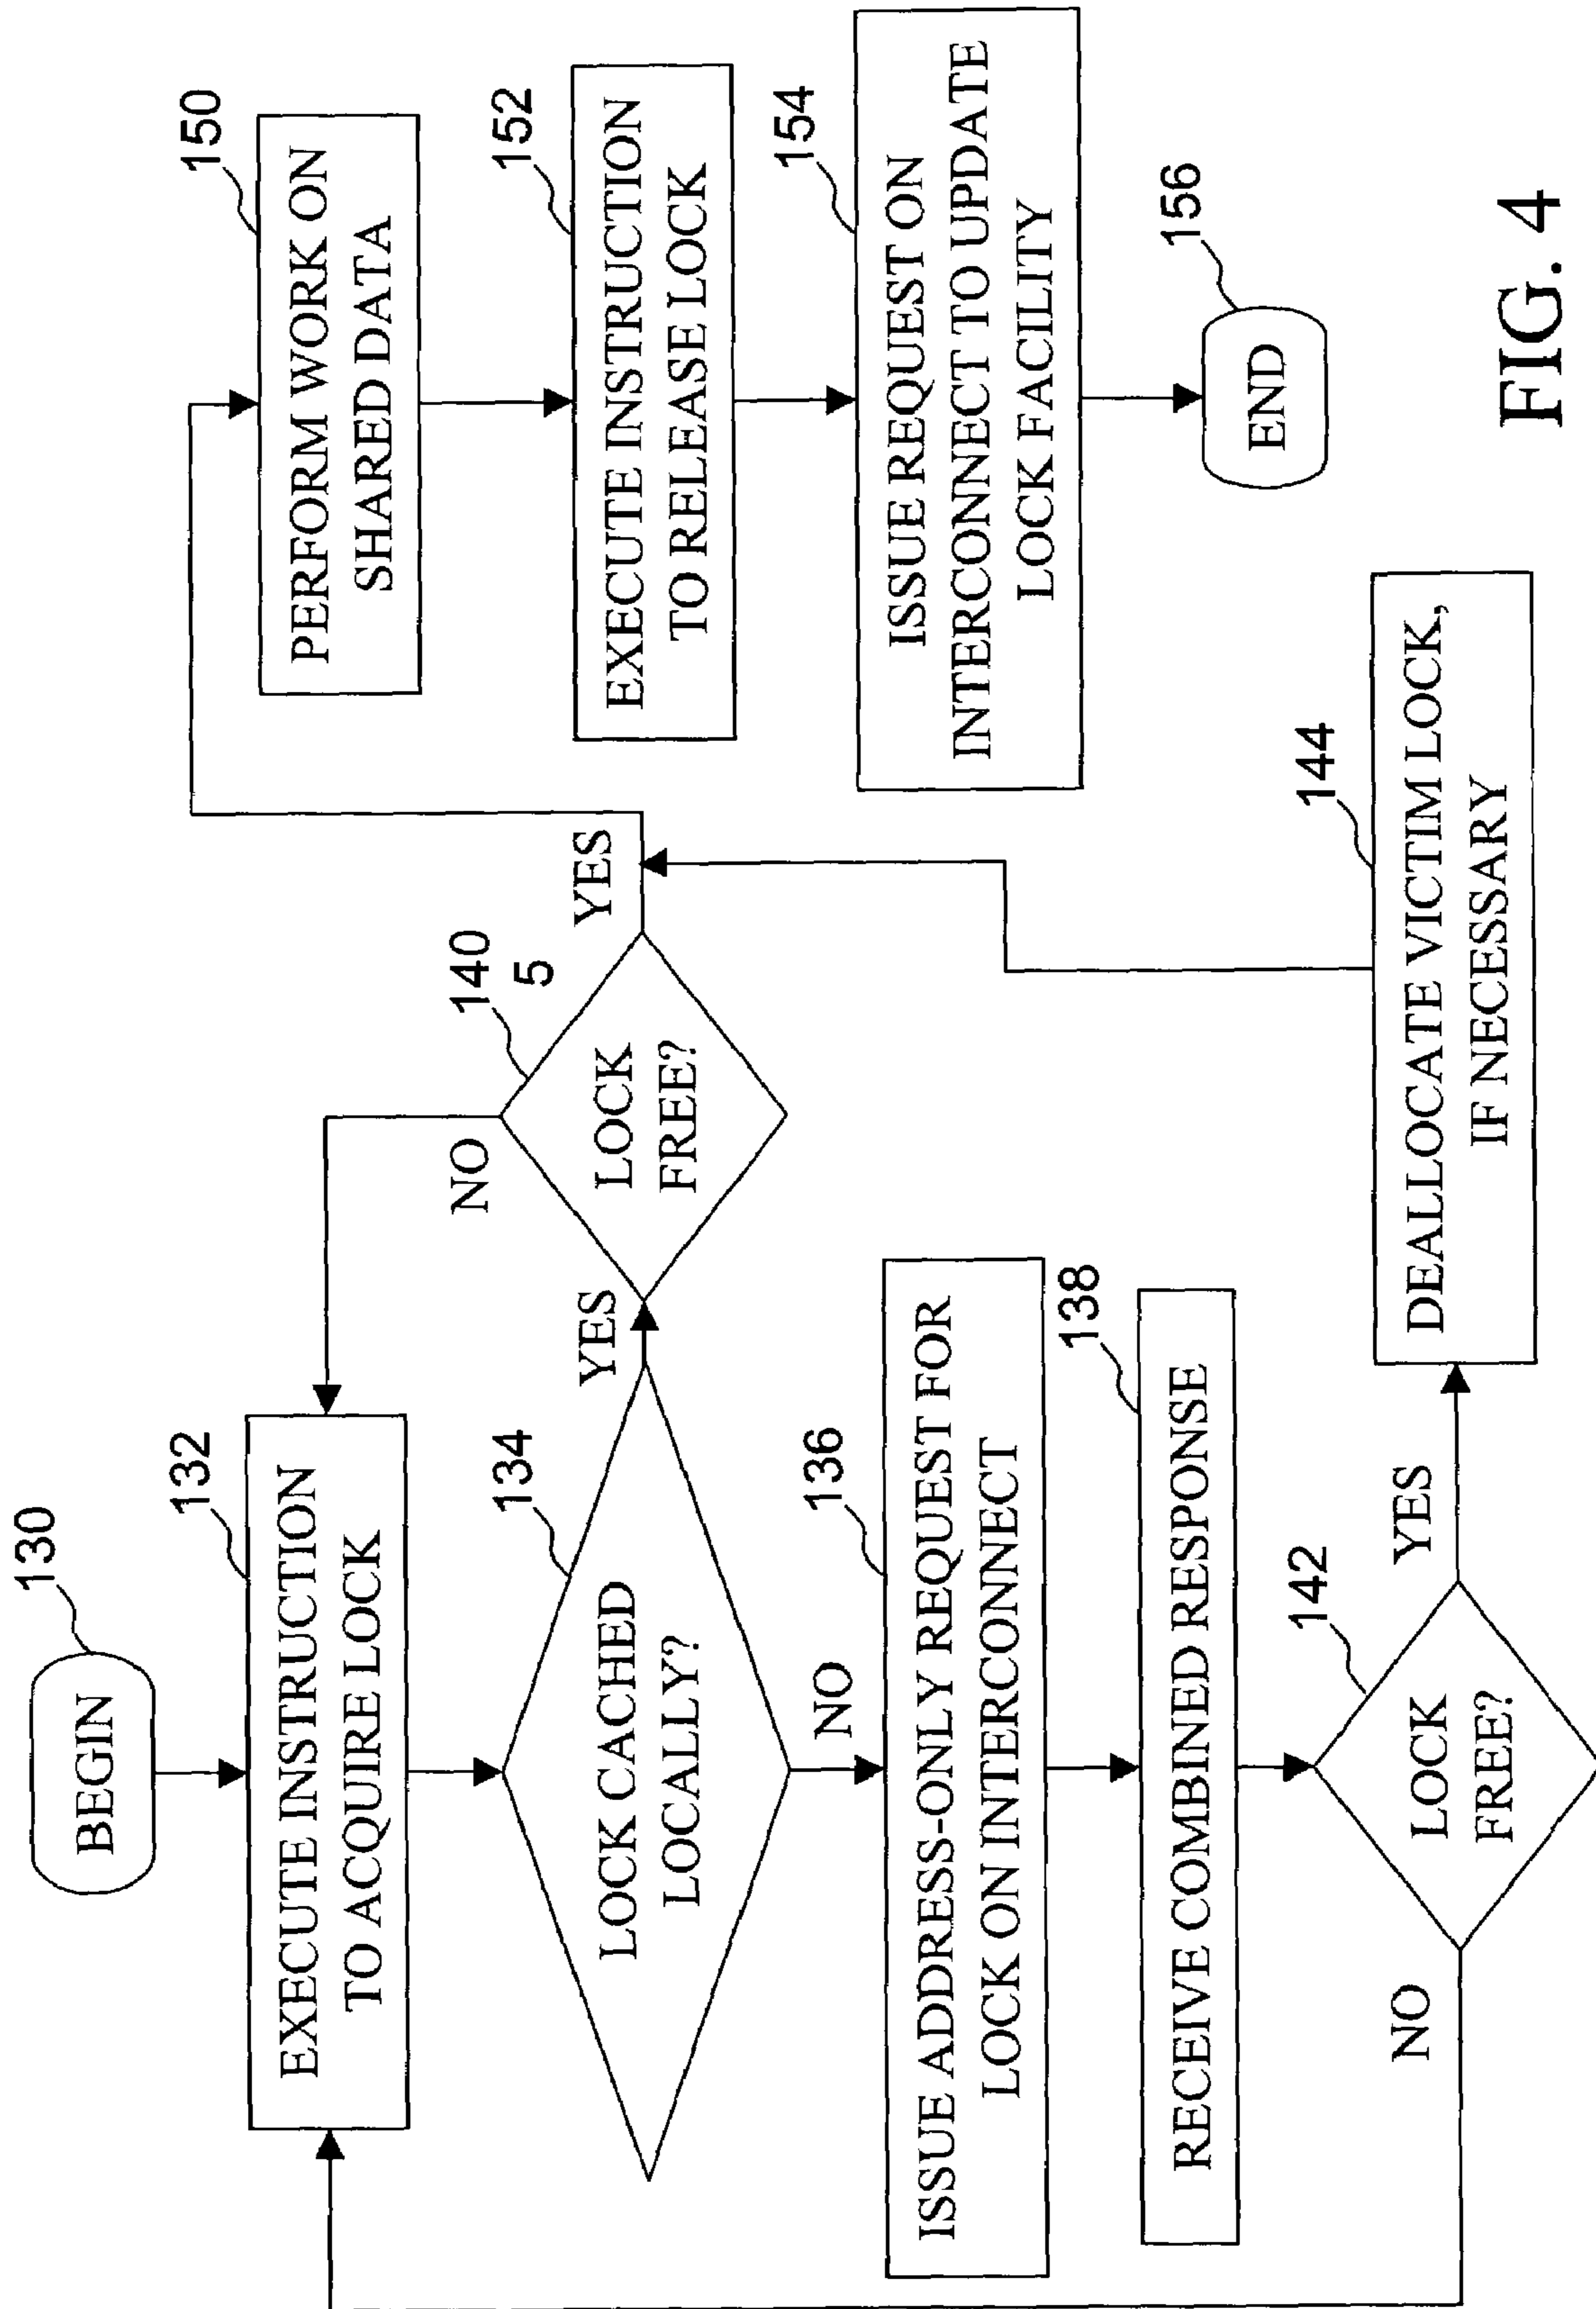 130
BEGIN
132
EXECUTE INSTRUCTION
TO ACQUIRE LOCK
134
LOCK CACHED
LOCALLY?
YES
NO
140
5
LOCK
FREE?
NO
YES
136
ISSUE ADDRESS-ONLY REQUEST FOR
LOCK ON INTERCONNECT
138
RECEIVE COMBINED RESPONSE
142
LOCK
FREE?
NO
YES
144
DEALLOCATE VICTIM LOCK,
IF NECESSARY
150
PERFORM WORK ON
SHARED DATA
152
EXECUTE INSTRUCTION
TO RELEASE LOCK
154
ISSUE REQUEST ON
INTERCONNECT TO UPDATE
LOCK FACILITY
156
END
FIG. 4